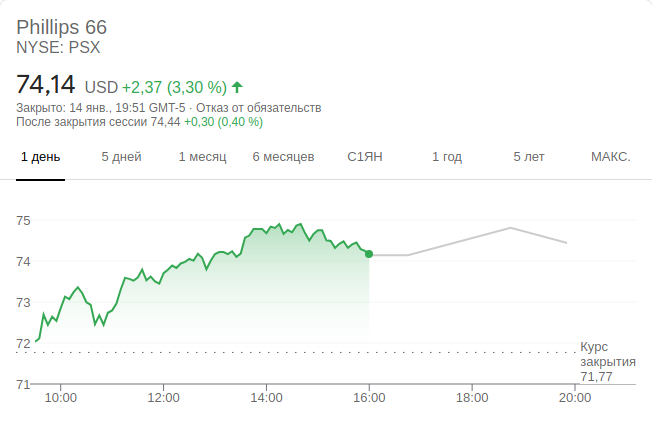 Phillips 66
NYSE: PSX
74,14 USD +2,37 (3,30 %)
Закрыто: 14 янв., 19:51 GMT-5 · Отказ от обязательств
После закрытия сессии 74,44 +0,30 (0,40 %)
1 день 5 дней 1 месяц 6 месяцев С1ЯН 1 год 5 лет МАКС.
75
74
73
72
Курс
закрытия
71,77
71
10:00 12:00 14:00 16:00 18:00 20:00